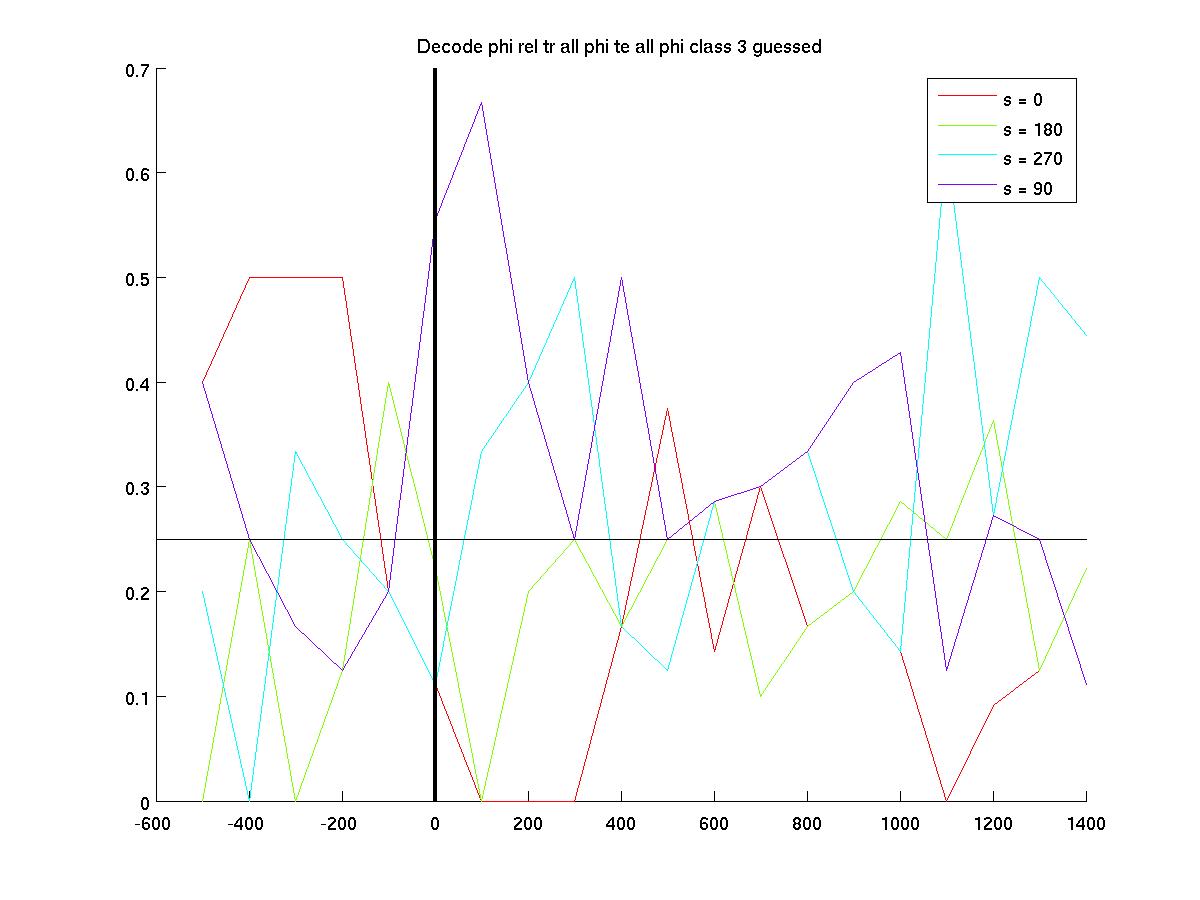 Decode phi rel tr all phi te all phi class 3 guessed
0.7
0.6
0.5
0.4
0.3
0.2
0.1
0
s = 0
s = 180
s = 270
s = 90
-600 -400 -200 0 200 400 600 800 1000 1200 1400